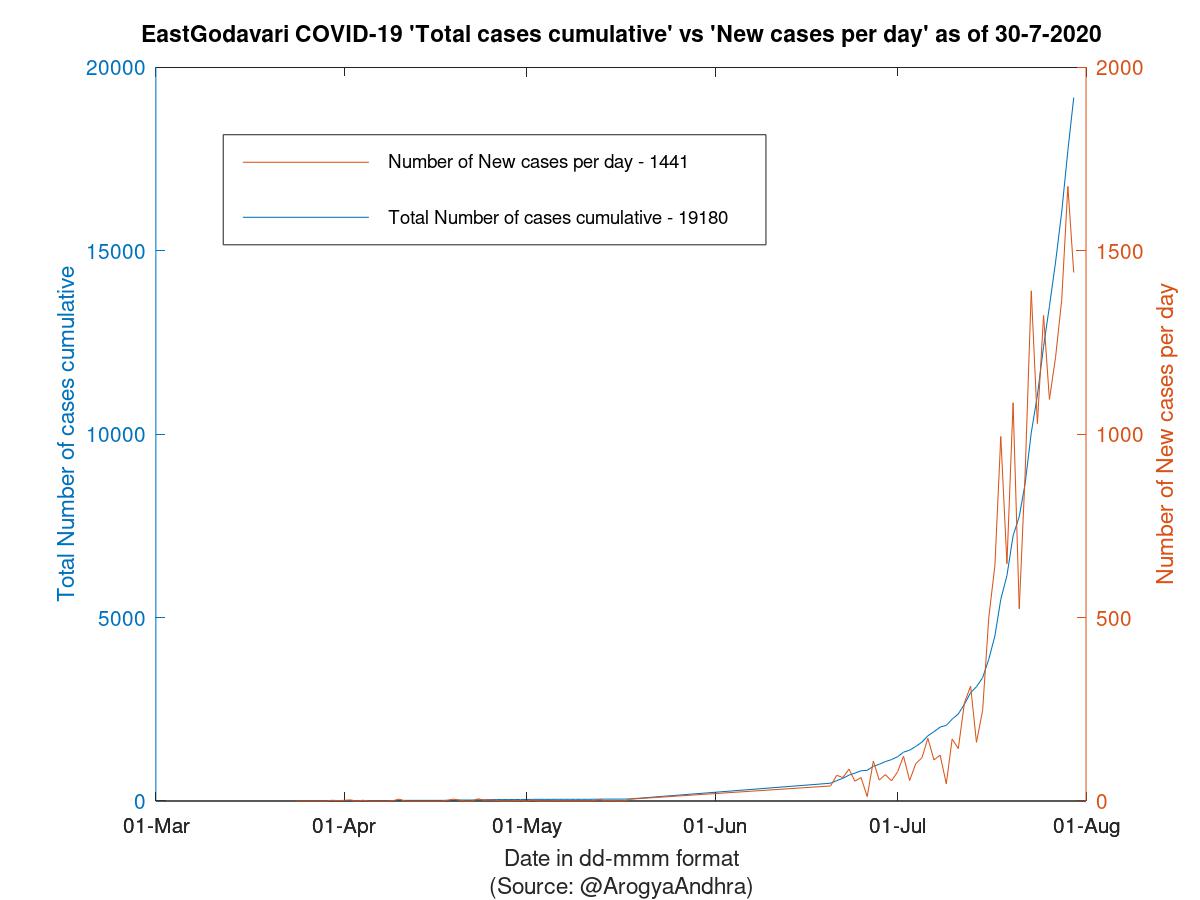 EastGodavari COVID-19 'Total cases cumulative' vs 'New cases per day' as of 30-7-2020
20000
15000
10000
5000
0
Total Number of cases cumulative
Number of New cases per day - 1441
Total Number of cases cumulative - 19180
2000
1500
1000
500
0
Number of New cases per day
01-Mar 01-Apr 01-May 01-Jun 01-Jul 01-Aug
Date in dd-mmm format
(Source: @ArogyaAndhra)